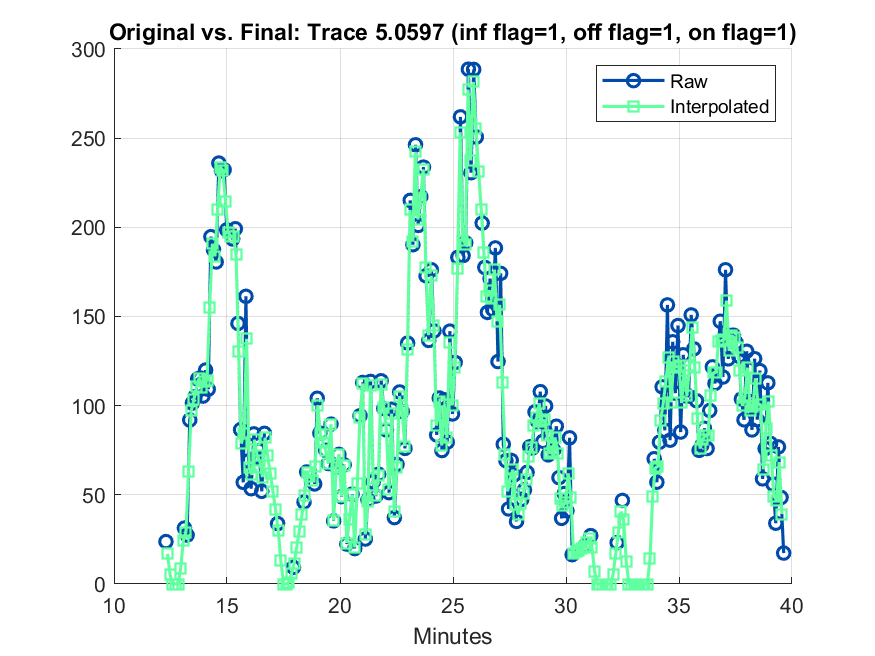 Original vs. Final: Trace 5.0597 (inf flag=1, off flag=1, on flag=1)
300
250
200
150
100
50
0
Raw
Interpolated
10 15 20 25 30 35 40
Minutes